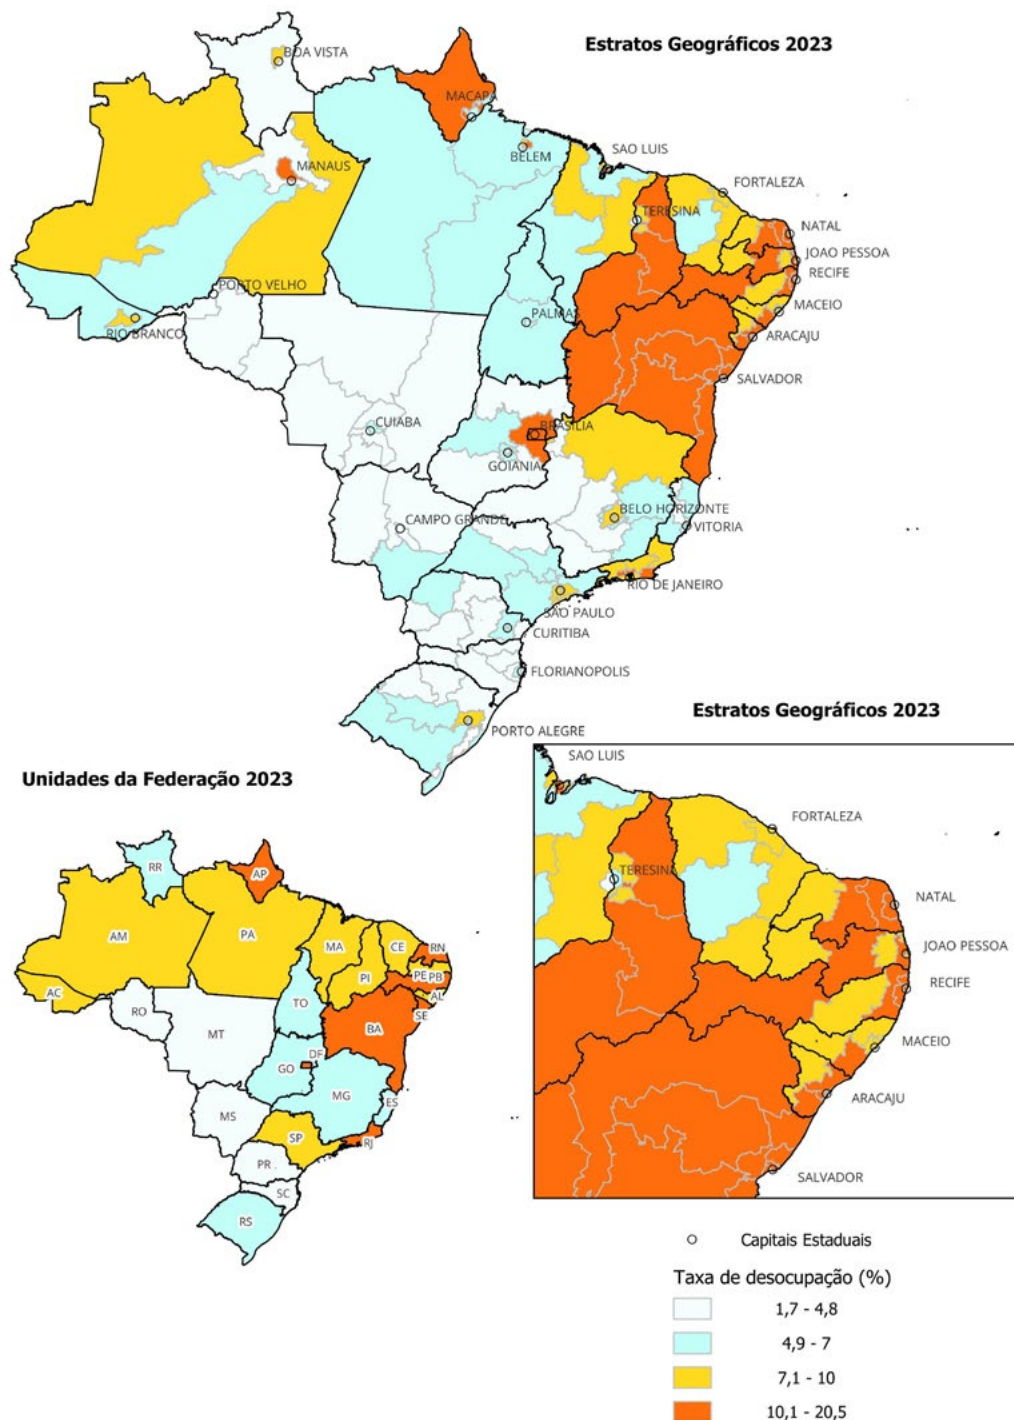 Estratos Geográficos 2023
BOA VISTA
MACAPA
BELEM
SAO LUIS
MANAUS
FORTALEZA
TERESINA
NATAL
JOAO PESSOA
RECIFE
PORTO VELHO
MACEIO
PALMAS
RIO BRANCO
ARACAJU
SALVADOR
CUIABA
BRASILIA
GOIANIA
BELO HORIZONTE
CAMPO GRANDE
VITORIA
RIO DE JANEIRO
SAO PAULO
CURITIBA
FLORIANOPOLIS
PORTO ALEGRE
Estratos Geográficos 2023
SAO LUIS
FORTALEZA
TERESINA
NATAL
JOAO PESSOA
RECIFE
MACEIO
ARACAJU
SALVADOR
Unidades da Federação 2023
RR
AP
AM
PA
MA
CE
RN
PI
PE
PB
AC
AL
RO
TO
SE
BA
MT
DF
GO
MG
ES
MS
SP
RJ
PR
SC
RS
Capitais Estaduais
Taxa de desocupação (%)
1,7 - 4,8
4,9 - 7
7,1 - 10
10,1 - 20,5